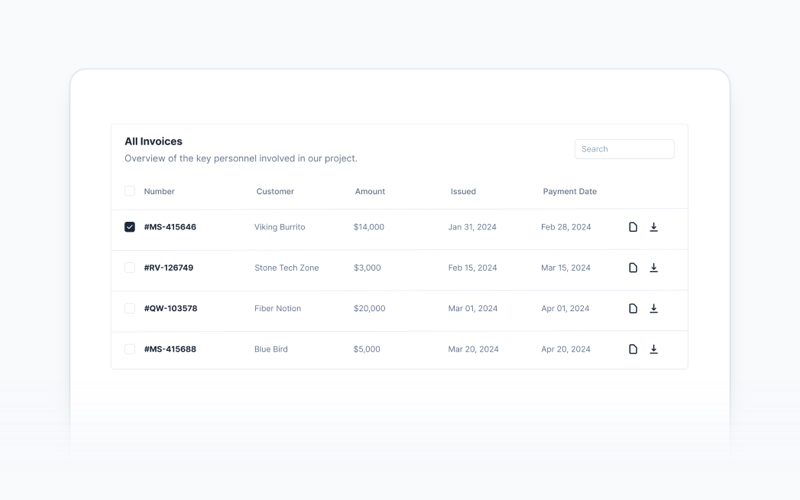 All Invoices
Overview of the key personnel involved in our project.
Search
Number Customer Amount Issued Payment Date
#MS-415646 Viking Burrito $14,000 Jan 31, 2024 Feb 28, 2024
#RV-126749 Stone Tech Zone $3,000 Feb 15, 2024 Mar 15, 2024
#QW-103578 Fiber Notion $20,000 Mar 01, 2024 Apr 01, 2024
#MS-415688 Blue Bird $5,000 Mar 20, 2024 Apr 20, 2024